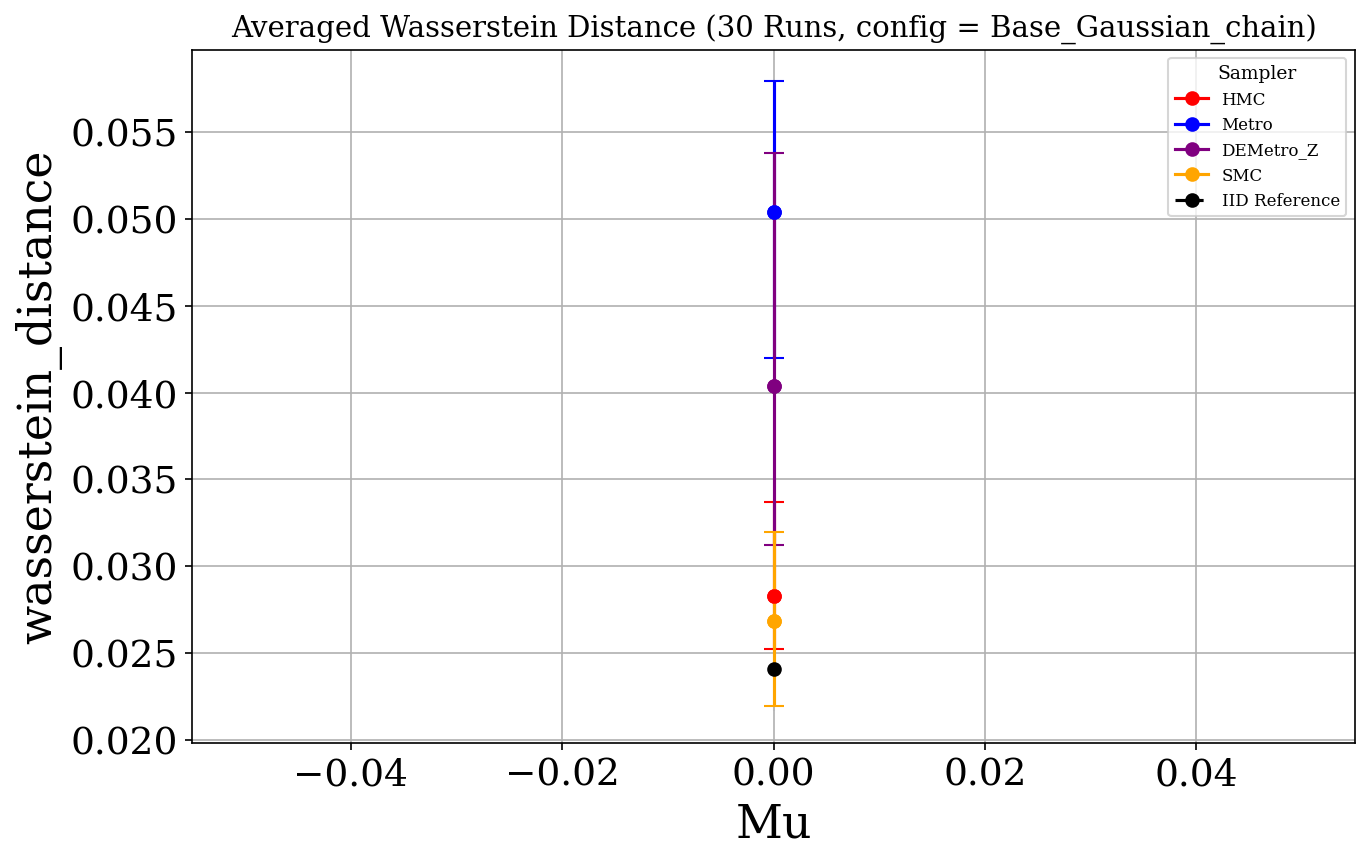 Averaged Wasserstein Distance (30 Runs, config = Base_Gaussian_chain)
Sampler
HMC
Metro
DEMetro_Z
SMC
IID Reference
wasserstein_distance
0.055
0.050
0.045
0.040
0.035
0.030
0.025
0.020
−0.04
−0.02
0.00
0.02
0.04
Mu